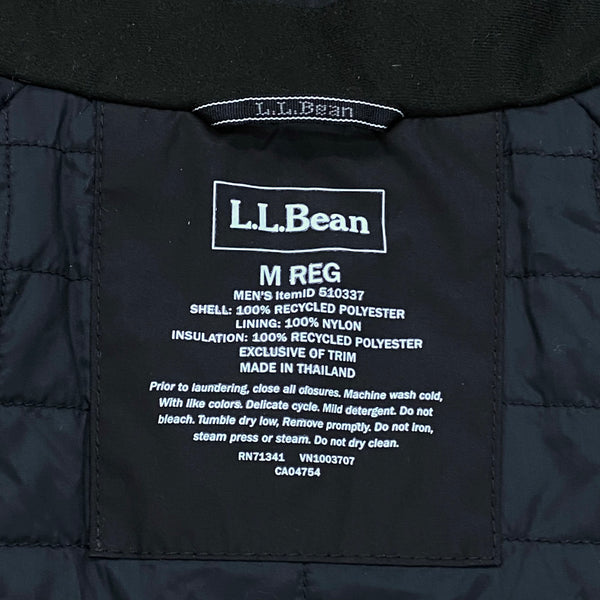 L.L.Bean
L.L.Bean
M REG
MEN'S ItemID 510337
SHELL: 100% RECYCLED POLYESTER
LINING: 100% NYLON
INSULATION: 100% RECYCLED POLYESTER
EXCLUSIVE OF TRIM
MADE IN THAILAND
Prior to laundering, close all closures. Machine wash cold,
With like colors. Delicate cycle. Mild detergent. Do not
bleach. Tumble dry low, Remove promptly. Do not iron,
steam press or steam. Do not dry clean.
RN71341 VN1003707
CA04754